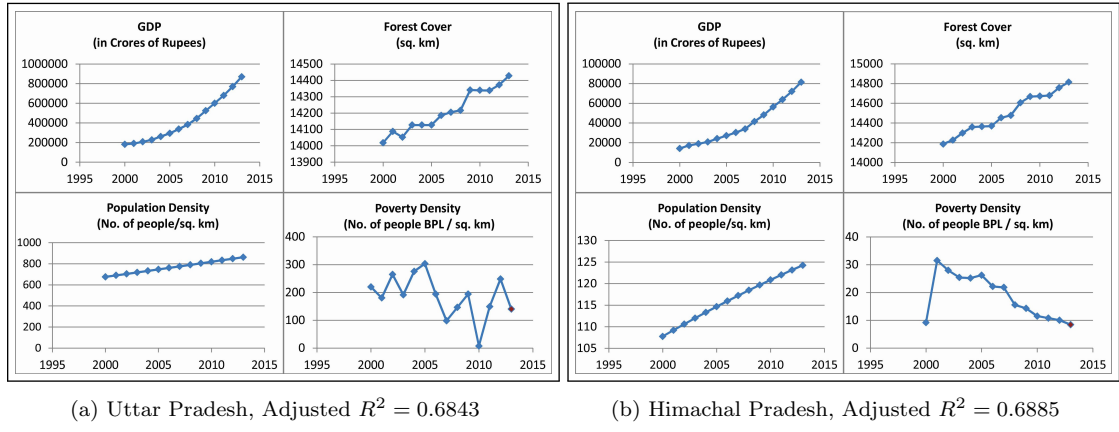 GDP
(in Crores of Rupees)
1000000
800000
600000
400000
200000
0
1995 2000 2005 2010 2015
Forest Cover
(sq. km)
14500
14400
14300
14200
14100
14000
13900
1995 2000 2005 2010 2015
Population Density
(No. of people/sq. km)
1000
800
600
400
200
0
1995 2000 2005 2010 2015
Poverty Density
(No. of people BPL / sq. km)
400
300
200
100
0
1995 2000 2005 2010 2015
(a) Uttar Pradesh, Adjusted R² = 0.6843
GDP
(in Crores of Rupees)
100000
80000
60000
40000
20000
0
1995 2000 2005 2010 2015
Forest Cover
(sq. km)
15000
14800
14600
14400
14200
14000
1995 2000 2005 2010 2015
Population Density
(No. of people/sq. km)
130
125
120
115
110
105
1995 2000 2005 2010 2015
Poverty Density
(No. of people BPL / sq. km)
40
30
20
10
0
1995 2000 2005 2010 2015
(b) Himachal Pradesh, Adjusted R² = 0.6885